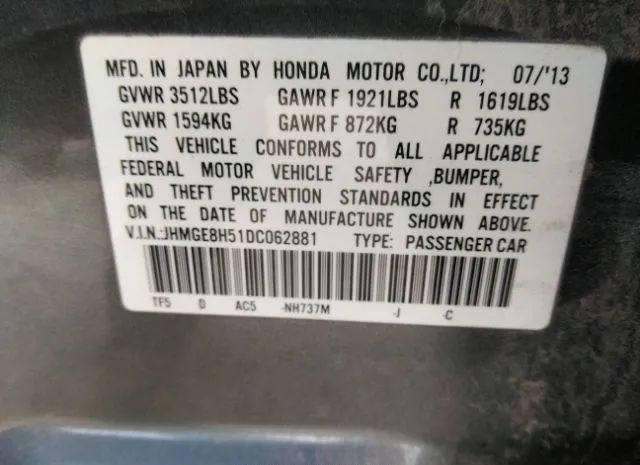 MFD. IN JAPAN BY HONDA MOTOR CO.,LTD; 07/'13
GVWR 3512LBS GAWR F 1921LBS R 1619LBS
GVWR 1594KG GAWR F 872KG R 735KG
THIS VEHICLE CONFORMS TO ALL APPLICABLE
FEDERAL MOTOR VEHICLE SAFETY ,BUMPER,
AND THEFT PREVENTION STANDARDS IN EFFECT
ON THE DATE OF MANUFACTURE SHOWN ABOVE.
V.I.N.:JHMGE8H51DC062881 TYPE: PASSENGER CAR
TF5 D AC5 -NH737M -J -C